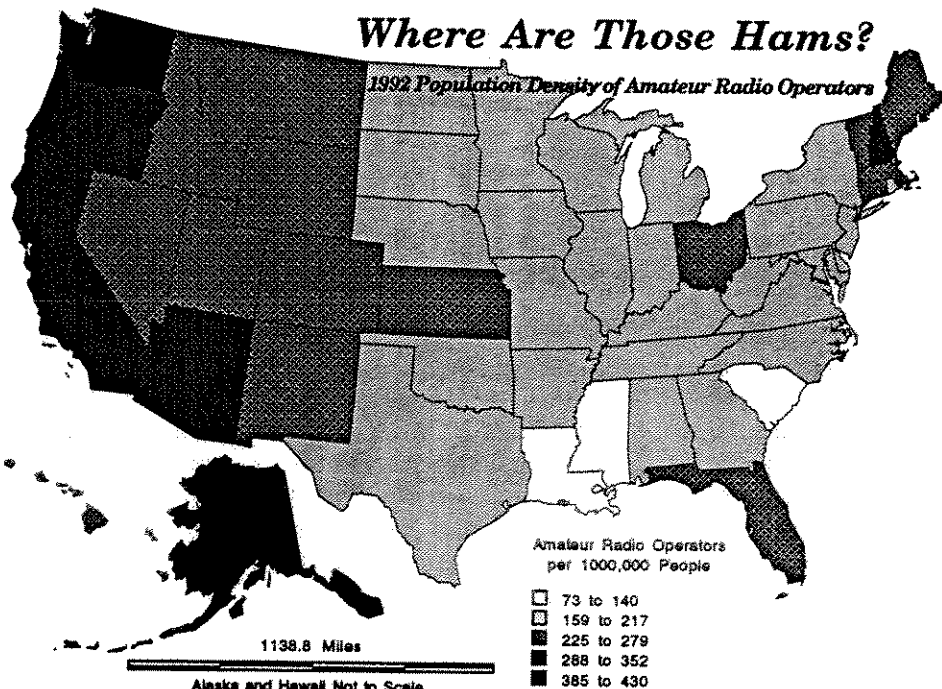 Where Are Those Hams?
1992 Population Density of Amateur Radio Operators
Amateur Radio Operators
per 1000,000 People
73 to 140
159 to 217
225 to 279
288 to 352
385 to 430
1138.8 Miles
Alaska and Hawaii Not to Scale